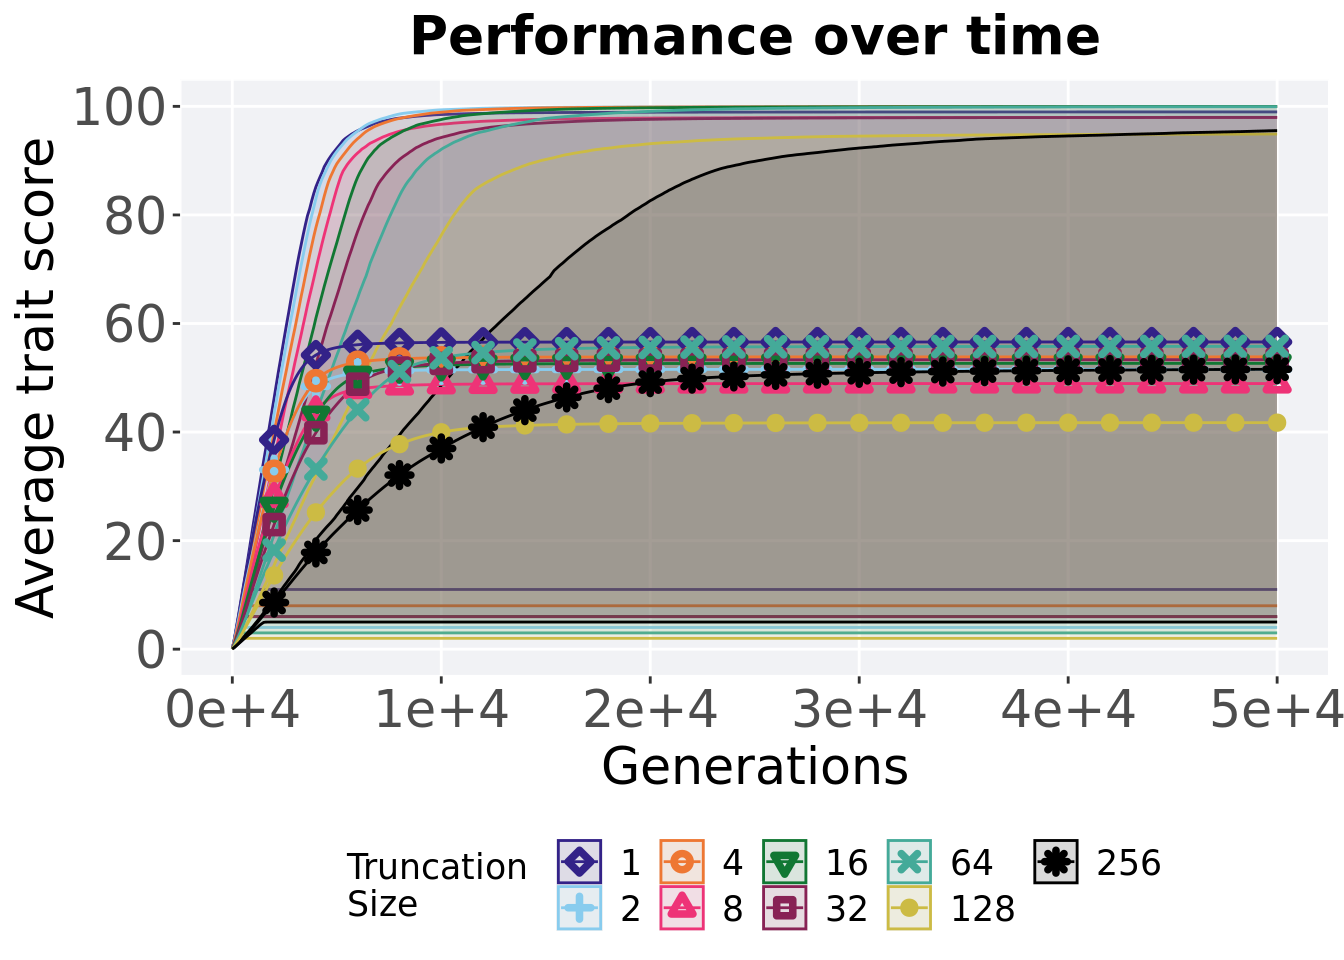 Performance over time
Average trait score
100
80
60
40
20
0
0e+4 1e+4 2e+4 3e+4 4e+4 5e+4
Generations
Truncation
Size
1 4 16 64 256
2 8 32 128